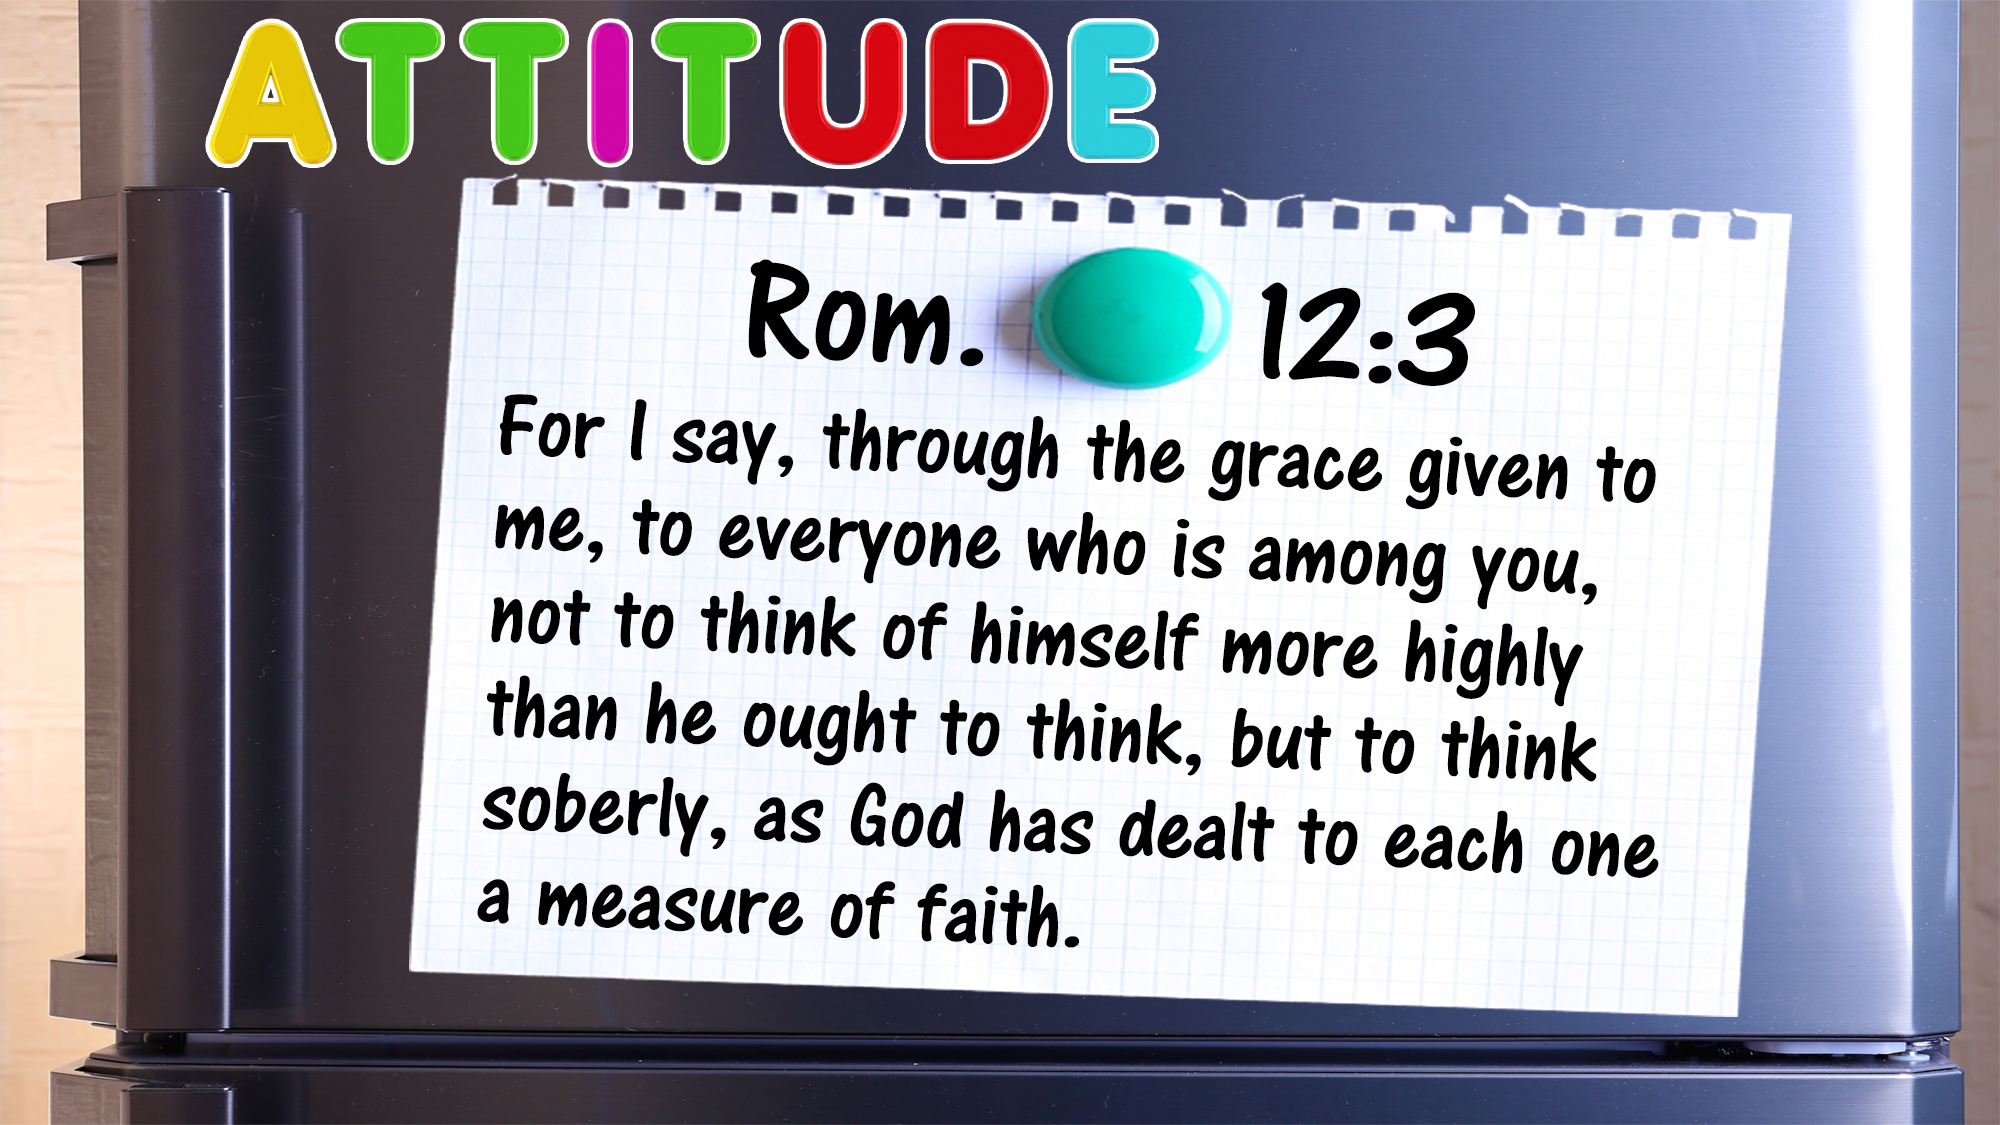 ATTITUDE
Rom. 12:3
For I say, through the grace given to
me, to everyone who is among you,
not to think of himself more highly
than he ought to think, but to think
soberly, as God has dealt to each one
a measure of faith.